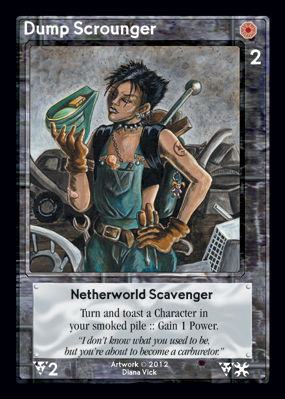 Dump Scrounger
2
Netherworld Scavenger
Turn and toast a Character in
your smoked pile :: Gain 1 Power.
"I don't know what you used to be,
but you're about to become a carburetor."
2
Artwork © 2012
Diana Vick